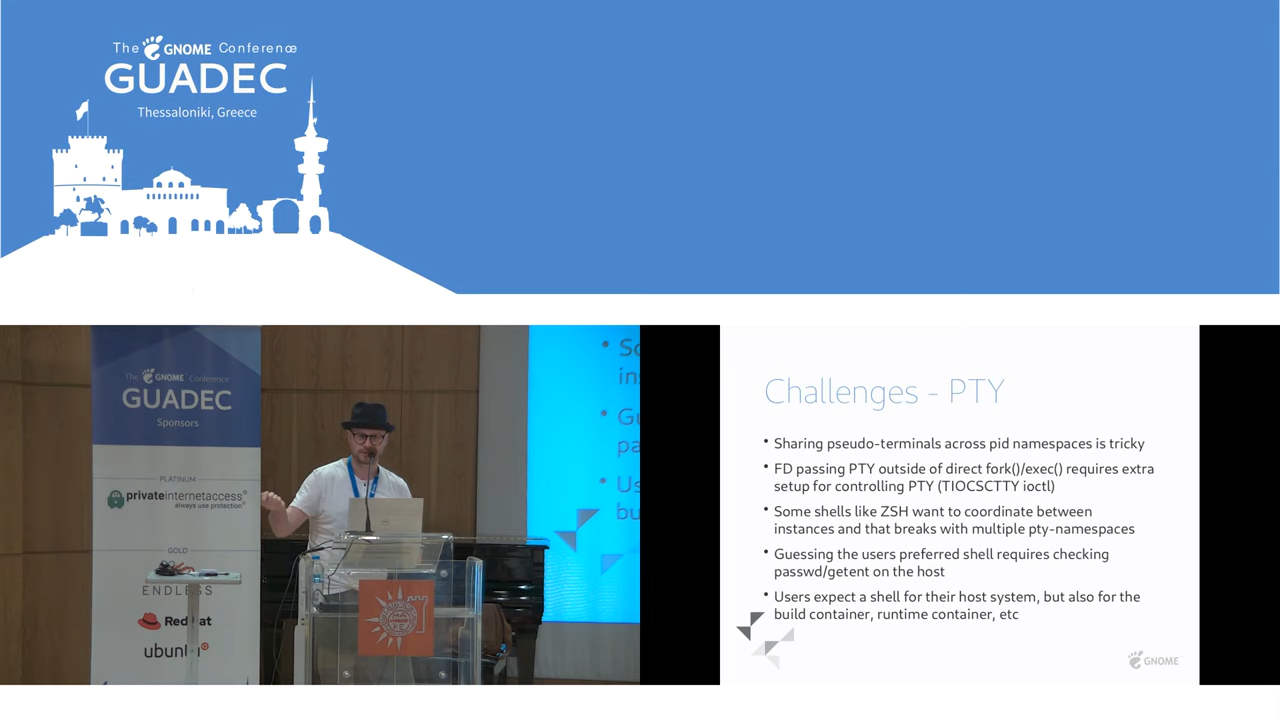 The GNOME Conference
GUADEC
Thessaloniki, Greece
The GNOME Conference
GUADEC
Sponsors
PLATINUM
privateinternetaccess®
always use protection®
GOLD
ENDLESS
Red Hat
ubuntu
Challenges - PTY
• Sharing pseudo-terminals across pid namespaces is tricky
• FD passing PTY outside of direct fork()/exec() requires extra
setup for controlling PTY (TIOCSCTTY ioctl)
• Some shells like ZSH want to coordinate between
instances and that breaks with multiple pty-namespaces
• Guessing the users preferred shell requires checking
passwd/getent on the host
• Users expect a shell for their host system, but also for the
build container, runtime container, etc
GNOME